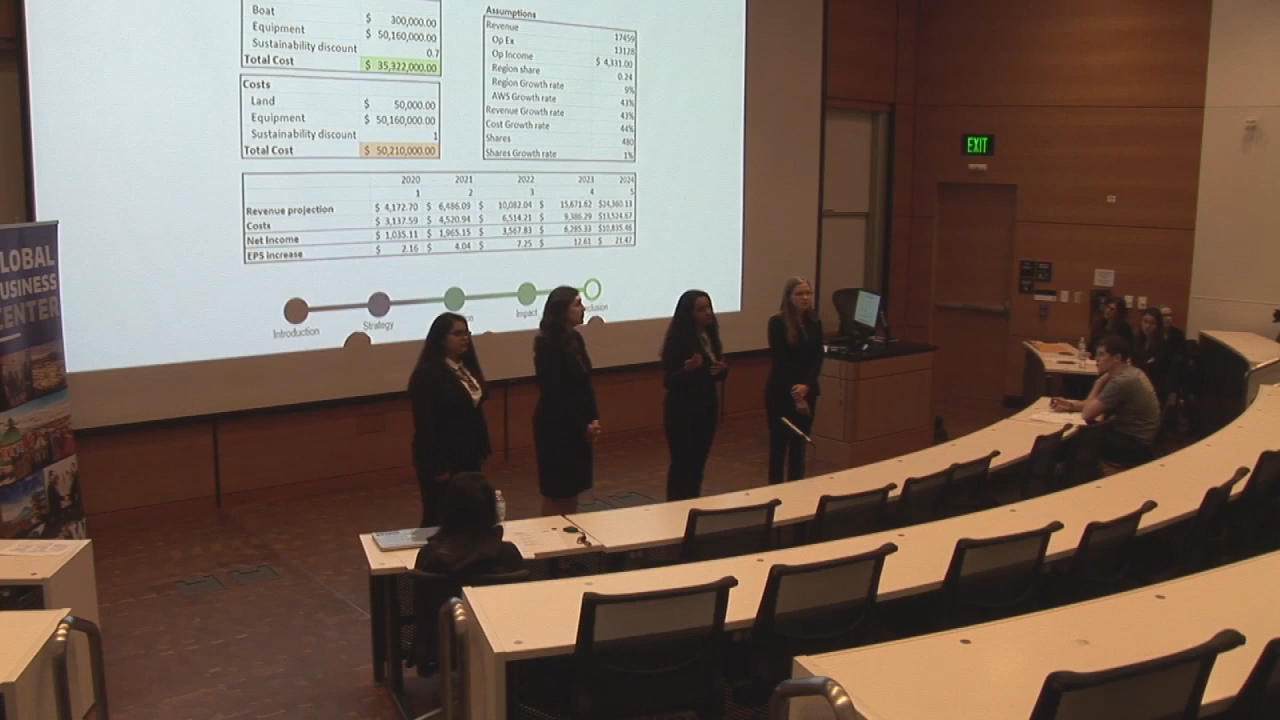 Boat $ 300,000.00
Equipment $ 50,160,000.00
Sustainability discount 0.7
Total Cost $ 35,322,000.00
Costs
Land $ 50,000.00
Equipment $ 50,160,000.00
Sustainability discount 1
Total Cost $ 50,210,000.00
Assumptions
Revenue 17459
Op Ex 13128
Op Income $ 4,331.00
Region share 0.24
Region Growth rate 9%
AWS Growth rate 43%
Revenue Growth rate 43%
Cost Growth rate 44%
Shares 480
Shares Growth rate 1%
2020 2021 2022 2023 2024
1 2 3 4 5
Revenue projection $ 4,172.70 $ 6,486.09 $ 10,082.04 $ 15,671.62 $24,360.13
Costs $ 3,137.59 $ 4,520.94 $ 6,514.21 $ 9,386.29 $13,524.67
Net Income $ 1,035.11 $ 1,965.15 $ 3,567.83 $ 6,285.33 $10,835.46
EPS increase $ 2.16 $ 4.04 $ 7.25 $ 12.61 $ 21.47
Introduction Strategy Impact
EXIT
LOBAL
USINESS
ENTER